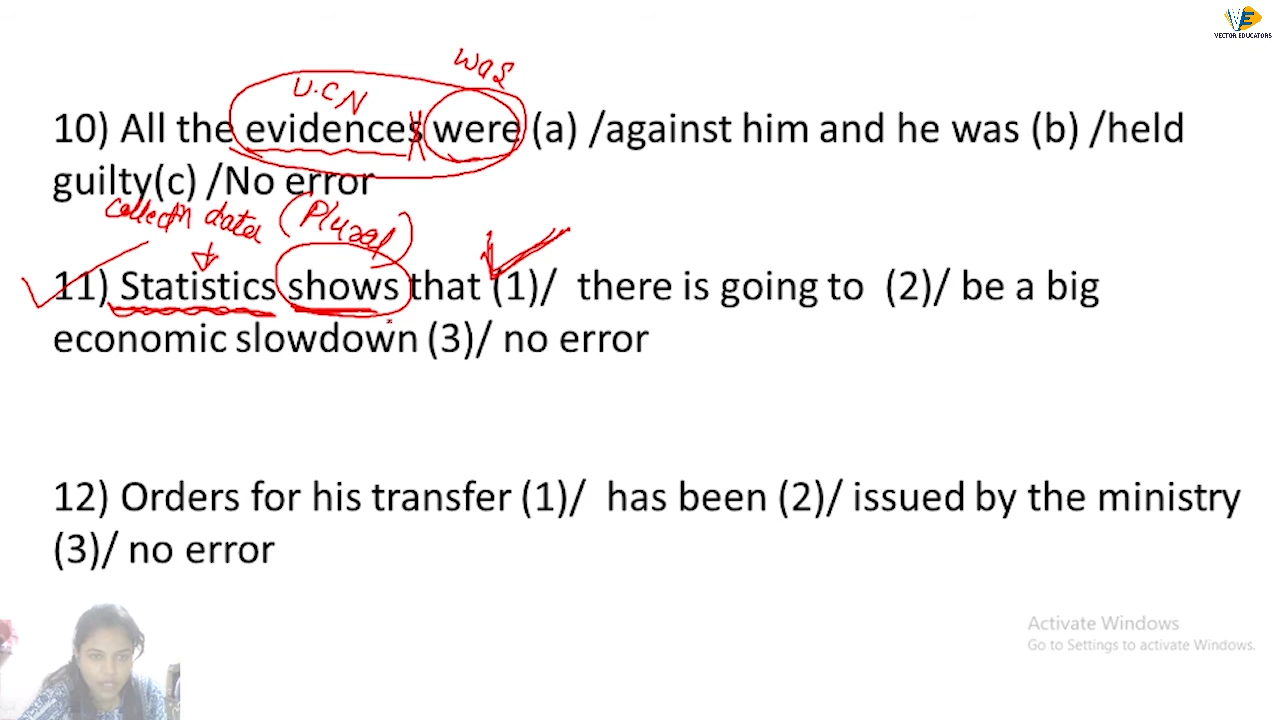 VECTOR EDUCATORS
was
U.C.N
10) All the evidences were (a) /against him and he was (b) /held
guilty(c) /No error
collectn data (Plural)
11) Statistics shows that (1)/ there is going to (2)/ be a big
economic slowdown (3)/ no error
12) Orders for his transfer (1)/ has been (2)/ issued by the ministry
(3)/ no error
Activate Windows
Go to Settings to activate Windows.